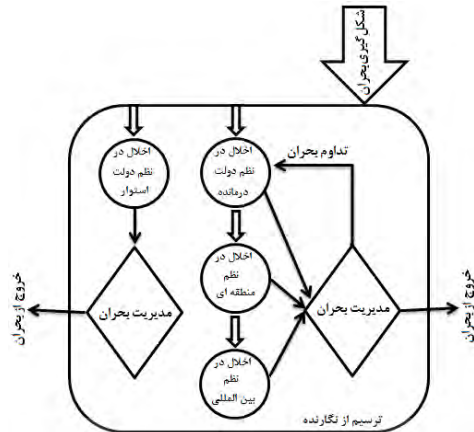 شکل گیری بحران
اخلال در
نظم دولت
درمانده
تداوم بحران
اخلال در
نظم دولت
استوار
اخلال در
نظم
منطقه ای
مدیریت بحران
مدیریت بحران
خروج از بحران
خروج از بحران
اخلال در
نظم
بین المللی
ترسیم از نگارنده